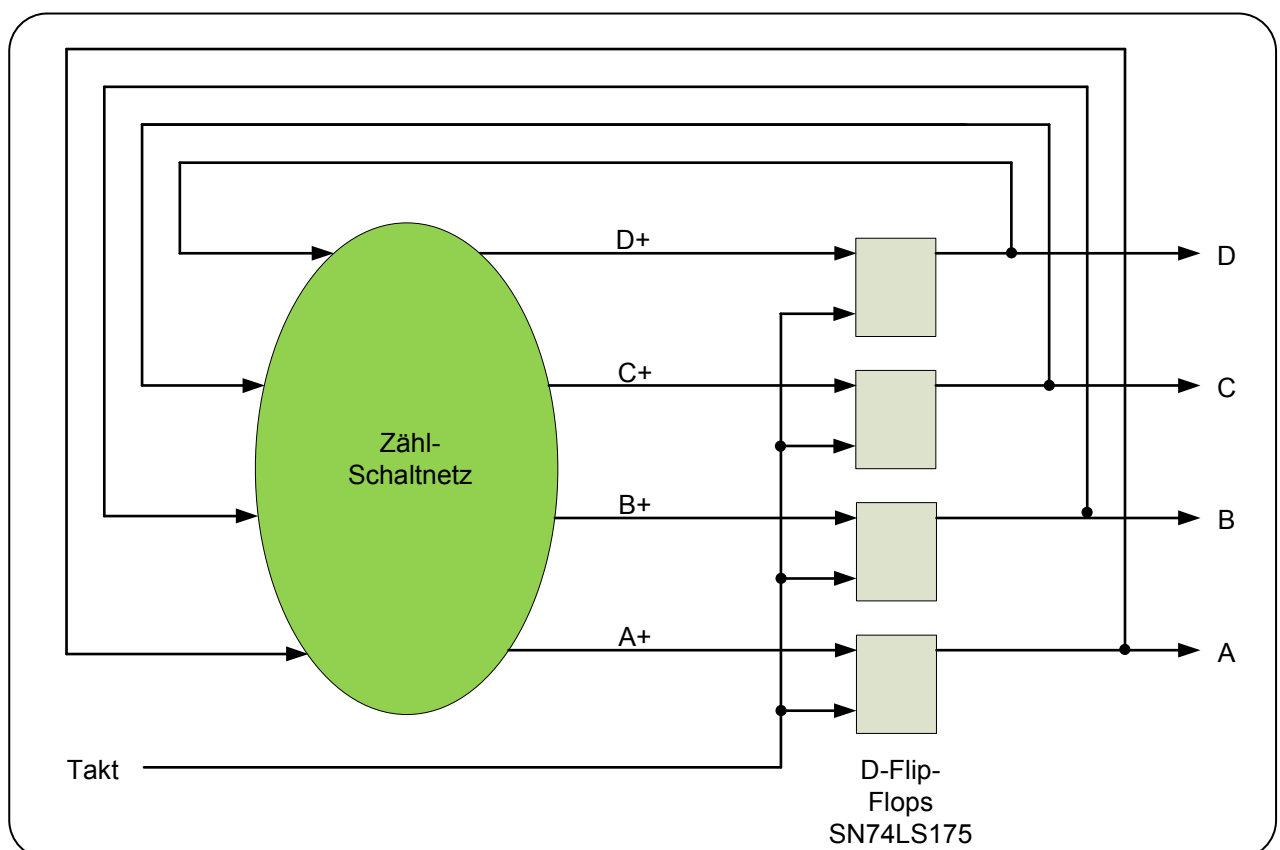 D+
D
C+
C
Zähl-
Schaltnetz
B+
B
A+
A
Takt
D-Flip-
Flops
SN74LS175